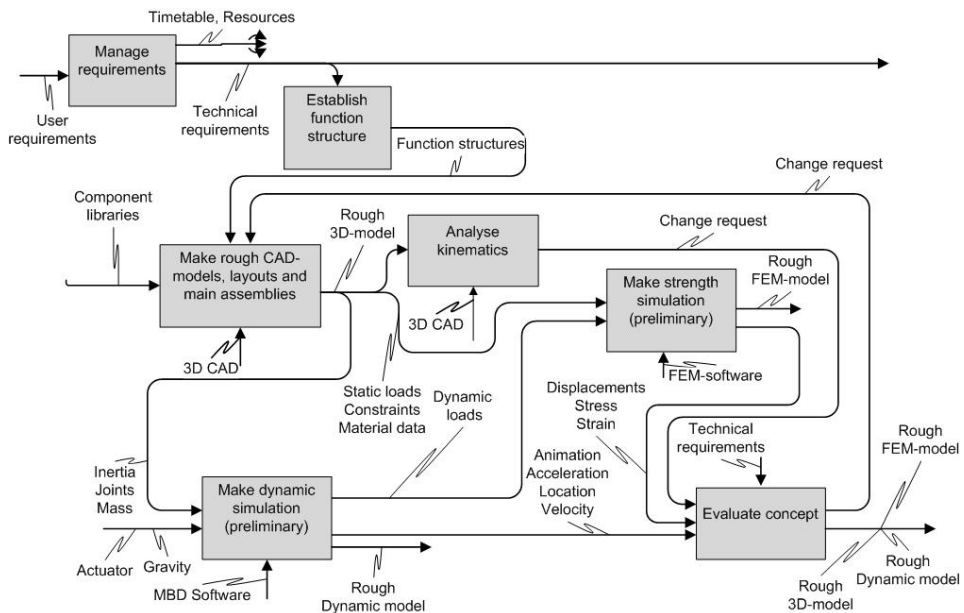 Timetable, Resources
Manage
requirements
User
requirements
Technical
requirements
Establish
function
structure
Function structures
Change request
Component
libraries
Rough
3D-model
Analyse
kinematics
Change request
Make rough CAD-
models, layouts and
main assemblies
Make strength
simulation
(preliminary)
Rough
FEM-model
3D CAD
3D CAD
FEM-software
Static loads
Constraints
Material data
Dynamic
loads
Displacements
Stress
Strain
Technical
requirements
Rough
FEM-model
Inertia
Joints
Mass
Make dynamic
simulation
(preliminary)
Animation
Acceleration
Location
Velocity
Evaluate concept
Actuator
Gravity
MBD Software
Rough
Dynamic model
Rough
3D-model
Rough
Dynamic model